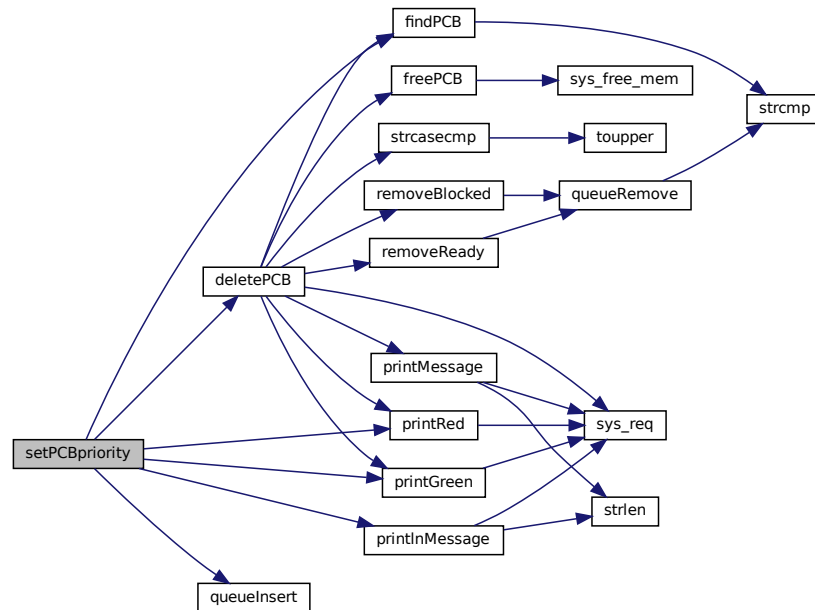 findPCB
freePCB
sys_free_mem
strcmp
strcasecmp
toupper
removeBlocked
queueRemove
removeReady
deletePCB
printMessage
printRed
sys_req
setPCBpriority
printGreen
strlen
printlnMessage
queueInsert